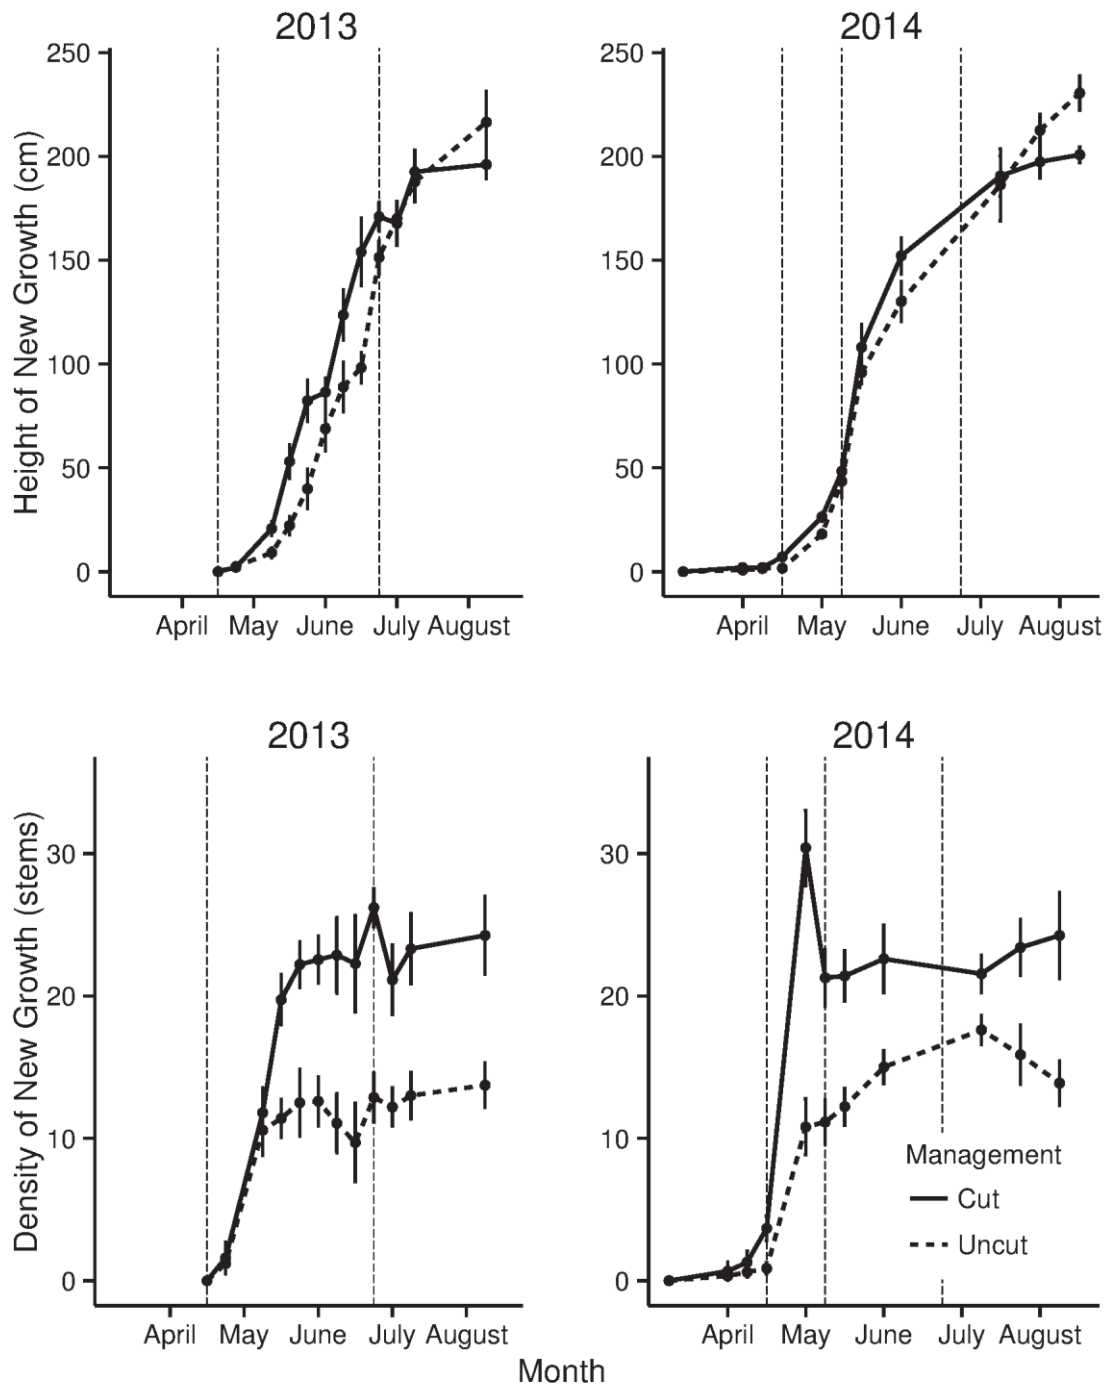 2013
2014
Height of New Growth (cm)
250
200
150
100
50
0
April May June July August
250
200
150
100
50
0
April May June July August
2013
2014
Density of New Growth (stems)
30
20
10
0
April May June July August
30
20
10
0
April May June July August
Management
Cut
Uncut
Month